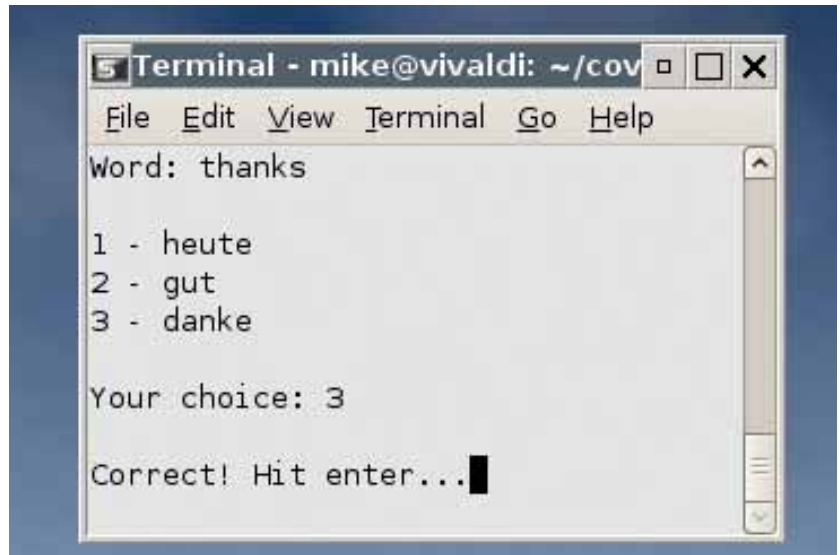 Terminal - mike@vivaldi: ~/cov
File Edit View Terminal Go Help
Word: thanks
1 - heute
2 - gut
3 - danke
Your choice: 3
Correct! Hit enter...